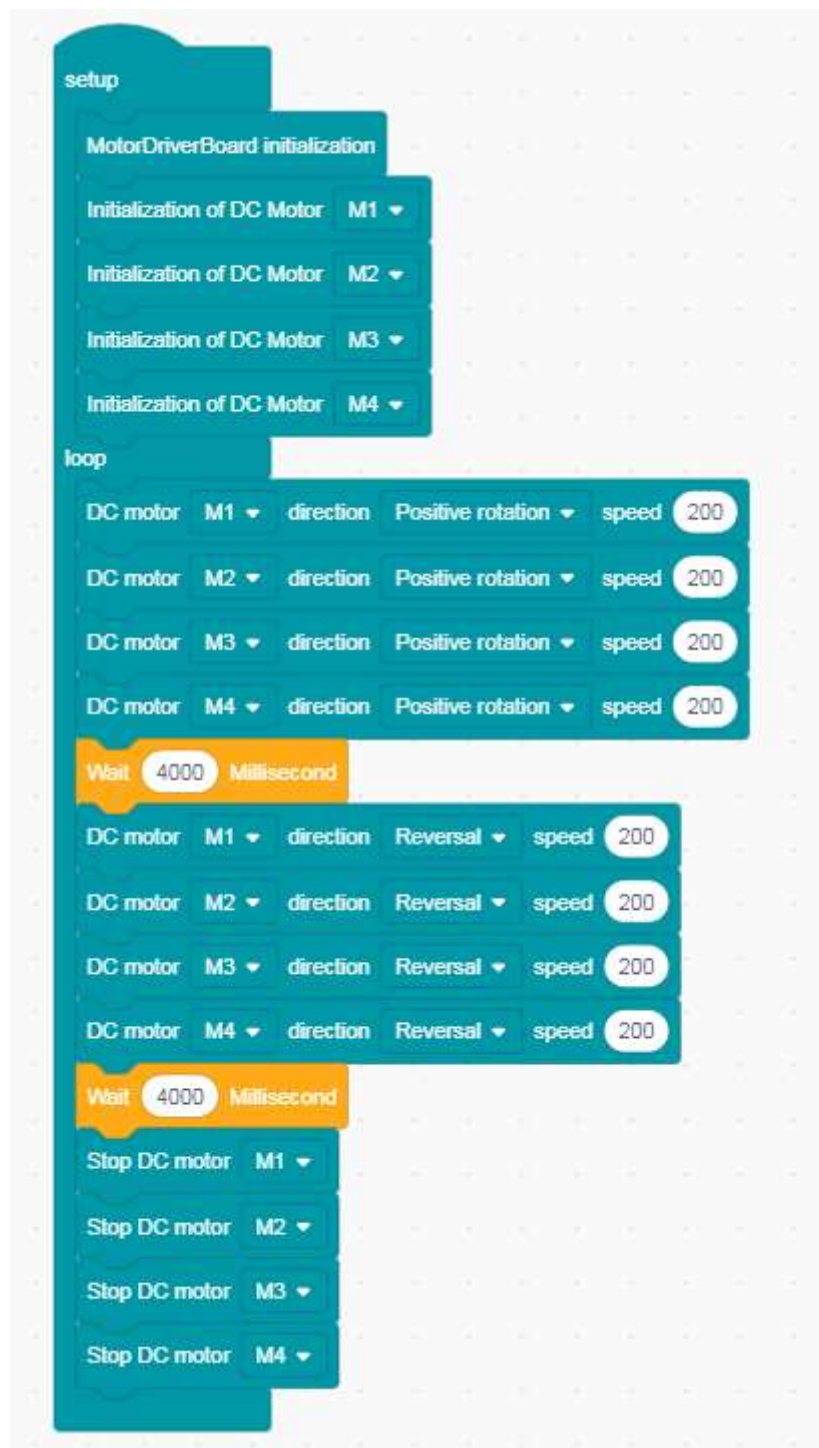 setup
MotorDriverBoard initialization
Initialization of DC Motor M1
Initialization of DC Motor M2
Initialization of DC Motor M3
Initialization of DC Motor M4
loop
DC motor M1 direction Positive rotation speed 200
DC motor M2 direction Positive rotation speed 200
DC motor M3 direction Positive rotation speed 200
DC motor M4 direction Positive rotation speed 200
Wait 4000 Millisecond
DC motor M1 direction Reversal speed 200
DC motor M2 direction Reversal speed 200
DC motor M3 direction Reversal speed 200
DC motor M4 direction Reversal speed 200
Wait 4000 Millisecond
Stop DC motor M1
Stop DC motor M2
Stop DC motor M3
Stop DC motor M4